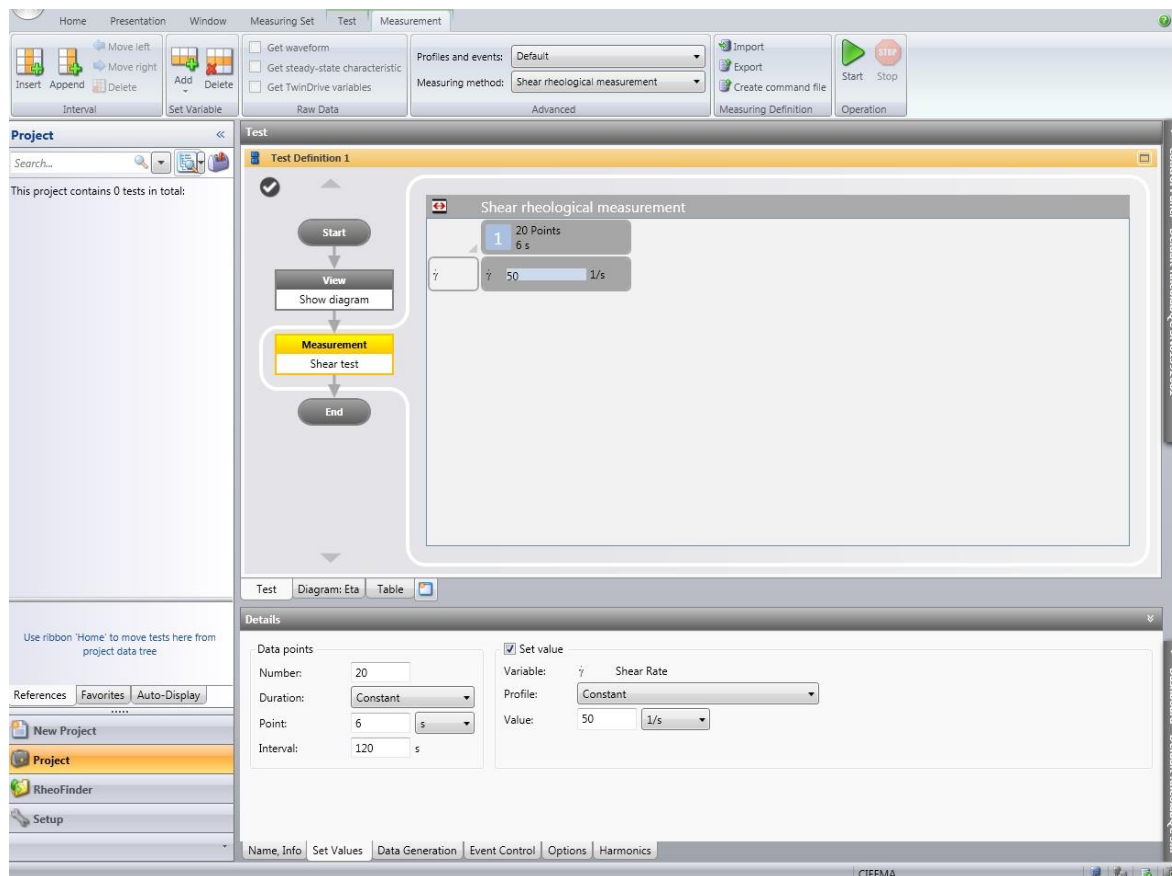 Home Presentation Window Measuring Set Test Measurement
Insert Append Move left Move right Delete
Interval
Add Delete
Set Variable
Get waveform
Get steady-state characteristic
Get TwinDrive variables
Raw Data
Profiles and events: Default
Measuring method: Shear rheological measurement
Advanced
Import
Export
Create command file
Measuring Definition
Start STOP Stop
Operation
Project «
Search...
This project contains 0 tests in total:
Use ribbon 'Home' to move tests here from
project data tree
References Favorites Auto-Display
New Project
Project
RheoFinder
Setup
Test
Test Definition 1
Start
View
Show diagram
Measurement
Shear test
End
Shear rheological measurement
1 20 Points
6 s
γ̇ γ̇ 50 1/s
Test Diagram: Eta Table
Details
Data points
Number: 20
Duration: Constant
Point: 6 s
Interval: 120 s
Set value
Variable: γ̇ Shear Rate
Profile: Constant
Value: 50 1/s
Name, Info Set Values Data Generation Event Control Options Harmonics